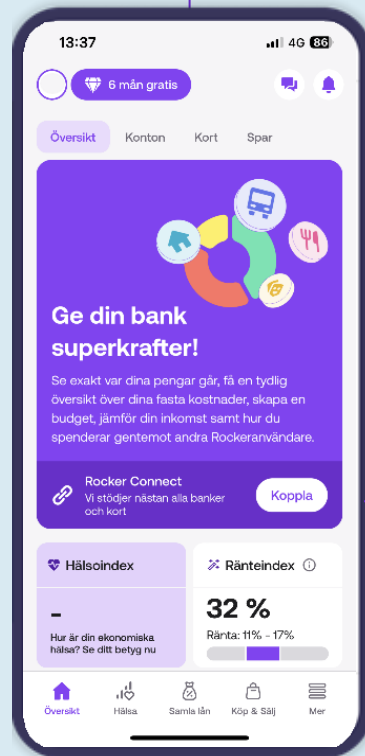 13:37
4G 86
6 mån gratis
Översikt Konton Kort Spar
Ge din bank
superkrafter!
Se exakt var dina pengar går, få en tydlig
översikt över dina fasta kostnader, skapa en
budget, jämför din inkomst samt hur du
spenderar gentemot andra Rockeranvändare.
Rocker Connect
Vi stödjer nästan alla banker
och kort
Koppla
Hälsoindex
-
Hur är din ekonomiska
hälsa? Se ditt betyg nu
Ränteindex
32 %
Ränta: 11% - 17%
Översikt Hälsa Samla lån Köp & Sälj Mer